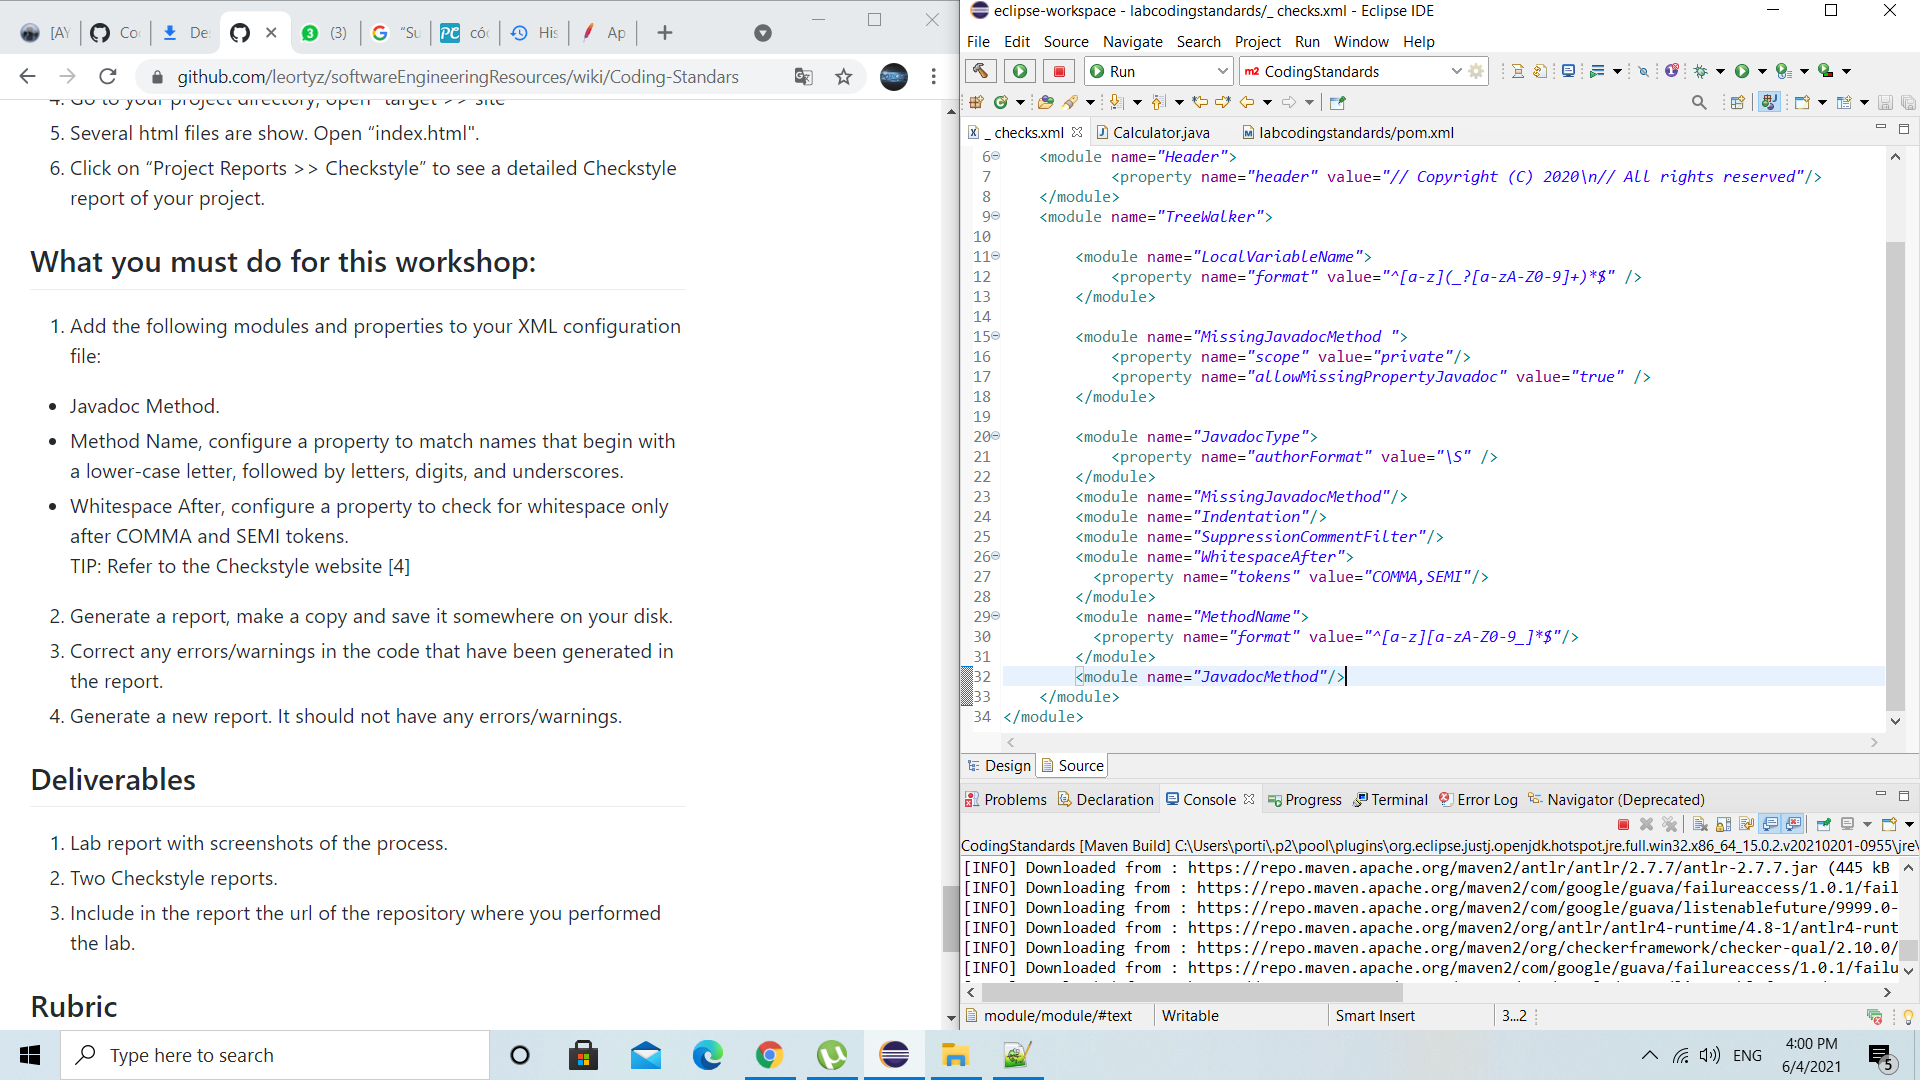 [AY
Co
De
3 (3)
"Su
PC
có
His
Ap
github.com/leortyz/softwareEngineeringResources/wiki/Coding-Standars
4. Go to your project directory, open "target >> site"
5. Several html files are show. Open “index.html".
6. Click on “Project Reports >> Checkstyle” to see a detailed Checkstyle
report of your project.
What you must do for this workshop:
1. Add the following modules and properties to your XML configuration
file:
• Javadoc Method.
• Method Name, configure a property to match names that begin with
a lower-case letter, followed by letters, digits, and underscores.
• Whitespace After, configure a property to check for whitespace only
after COMMA and SEMI tokens.
TIP: Refer to the Checkstyle website [4]
2. Generate a report, make a copy and save it somewhere on your disk.
3. Correct any errors/warnings in the code that have been generated in
the report.
4. Generate a new report. It should not have any errors/warnings.
Deliverables
1. Lab report with screenshots of the process.
2. Two Checkstyle reports.
3. Include in the report the url of the repository where you performed
the lab.
Rubric
eclipse-workspace - labcodingstandards/_ checks.xml - Eclipse IDE
File Edit Source Navigate Search Project Run Window Help
Run
m2 CodingStandards
_ checks.xml
Calculator.java
labcodingstandards/pom.xml
6 <module name="Header">
7 <property name="header" value="// Copyright (C) 2020\n// All rights reserved"/>
8 </module>
9 <module name="TreeWalker">
10
11 <module name="LocalVariableName">
12 <property name="format" value="^[a-z](_?[a-zA-Z0-9]+)*$" />
13 </module>
14
15 <module name="MissingJavadocMethod ">
16 <property name="scope" value="private"/>
17 <property name="allowMissingPropertyJavadoc" value="true" />
18 </module>
19
20 <module name="JavadocType">
21 <property name="authorFormat" value="\S" />
22 </module>
23 <module name="MissingJavadocMethod"/>
24 <module name="Indentation"/>
25 <module name="SuppressionCommentFilter"/>
26 <module name="WhitespaceAfter">
27 <property name="tokens" value="COMMA,SEMI"/>
28 </module>
29 <module name="MethodName">
30 <property name="format" value="^[a-z][a-zA-Z0-9_]*$"/>
31 </module>
32 <module name="JavadocMethod"/>
33 </module>
34 </module>
Design Source
Problems Declaration Console Progress Terminal Error Log Navigator (Deprecated)
CodingStandards [Maven Build] C:\Users\porti\.p2\pool\plugins\org.eclipse.justj.openjdk.hotspot.jre.full.win32.x86_64_15.0.2.v20210201-0955\jre\
[INFO] Downloaded from : https://repo.maven.apache.org/maven2/antlr/antlr/2.7.7/antlr-2.7.7.jar (445 kB
[INFO] Downloading from : https://repo.maven.apache.org/maven2/com/google/guava/failureaccess/1.0.1/fail
[INFO] Downloading from : https://repo.maven.apache.org/maven2/com/google/guava/listenablefuture/9999.0-
[INFO] Downloaded from : https://repo.maven.apache.org/maven2/org/antlr/antlr4-runtime/4.8-1/antlr4-runt
[INFO] Downloading from : https://repo.maven.apache.org/maven2/org/checkerframework/checker-qual/2.10.0/
[INFO] Downloaded from : https://repo.maven.apache.org/maven2/com/google/guava/failureaccess/1.0.1/failu
module/module/#text
Writable
Smart Insert
3...2
Type here to search
ENG
4:00 PM
6/4/2021
5